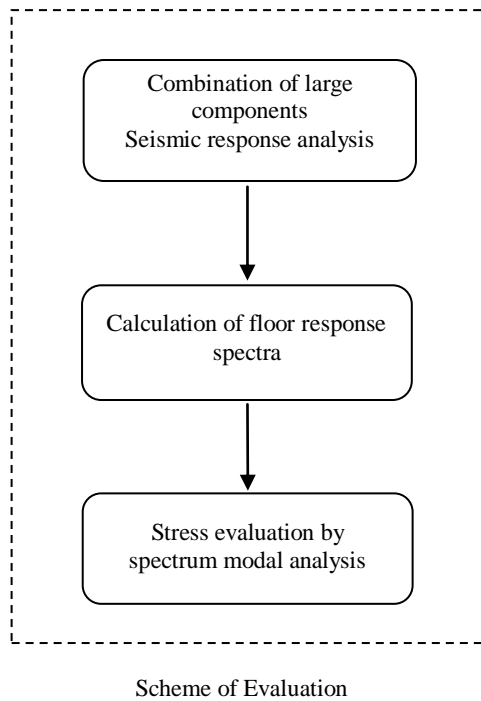 Combination of large
components
Seismic response analysis
Calculation of floor response
spectra
Stress evaluation by
spectrum modal analysis
Scheme of Evaluation